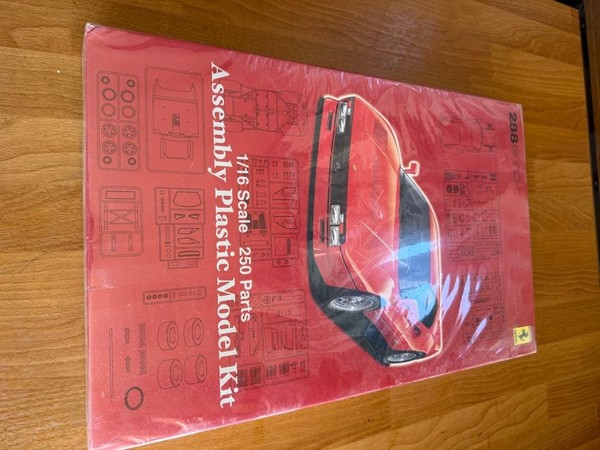 288 GTO
1/16 Scale 250 Parts
Assembly Plastic Model Kit